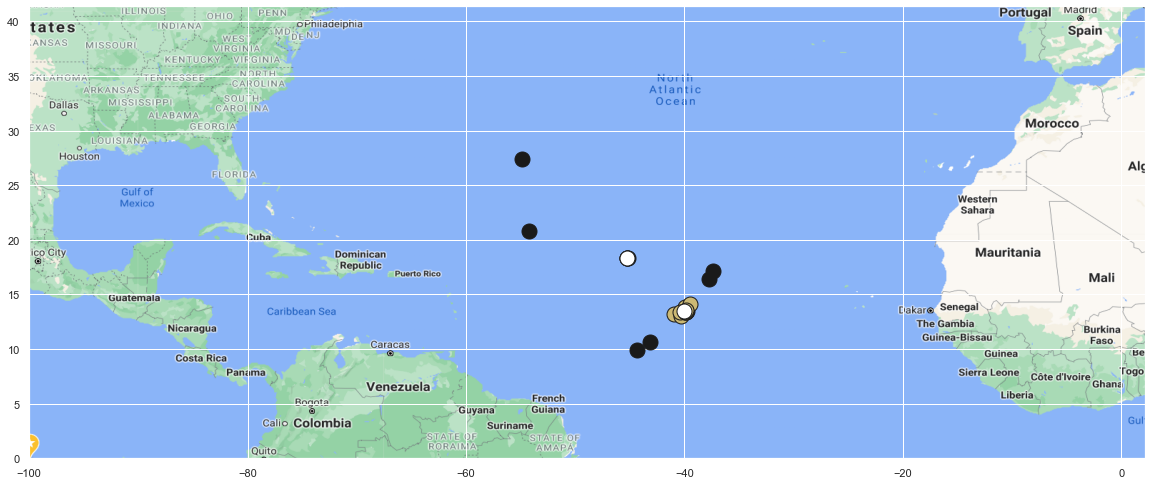 ILLINOIS
OHIO
PENN
Philadelphia
Portugal
Madrid
Spain
tates
INDIANA
MD
DE
NJ
ANSAS
MISSOURI
WEST
VIRGINIA
KENTUCKY
VIRGINIA
OKLAHOMA
TENNESSEE
NORTH
CAROLINA
ARKANSAS
MISSISSIPPI
SOUTH
CAROLINA
Dallas
ALABAMA
GEORGIA
EXAS
LOUISIANA
Houston
FLORIDA
Gulf of
Mexico
North
Atlantic
Ocean
Morocco
Alg
Western
Sahara
Cuba
ico City
Dominican
Republic
Puerto Rico
Mauritania
Mali
Guatemala
Caribbean Sea
Nicaragua
Dakar
Senegal
The Gambia
Guinea-Bissau
Burkina
Faso
Guinea
Be
Costa Rica
Panama
Caracas
Venezuela
Sierra Leone
Côte d'Ivoire
Togo
Ghana
Liberia
Bogota
Guyana
French
Guiana
Suriname
Cali
Colombia
STATE OF
RORAIMA
STATE OF
AMAPA
Gulf
Quito
40
35
30
25
20
15
10
5
0
−100
−80
−60
−40
−20
0